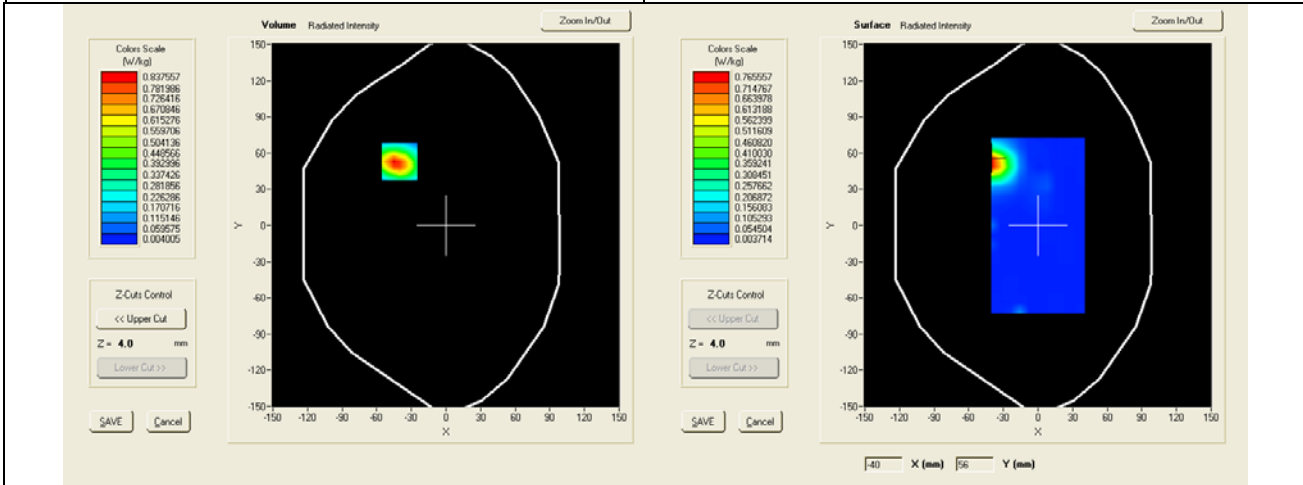 Volume Radiated Intensity
Zoom In/Out
Colors Scale
(W/kg)
0.837557
0.781986
0.726416
0.670846
0.615276
0.559706
0.504136
0.448566
0.392996
0.337426
0.281856
0.226286
0.170716
0.115146
0.059575
0.004005
Z-Cuts Control
<< Upper Cut
Z = 4.0 mm
Lower Cut >>
SAVE Cancel
150
120
90
60
30
0
-30
-60
-90
-120
-150
Y
-150 -120 -90 -60 -30 0 30 60 90 120 150
X
Surface Radiated Intensity
Zoom In/Out
Colors Scale
(W/kg)
0.765557
0.714767
0.663978
0.613188
0.562399
0.511609
0.460820
0.410030
0.359241
0.308451
0.257662
0.206872
0.156083
0.105293
0.054504
0.003714
Z-Cuts Control
<< Upper Cut
Z = 4.0 mm
Lower Cut >>
SAVE Cancel
150
120
90
60
30
0
-30
-60
-90
-120
-150
Y
-150 -120 -90 -60 -30 0 30 60 90 120 150
X
-40 X (mm) 56 Y (mm)